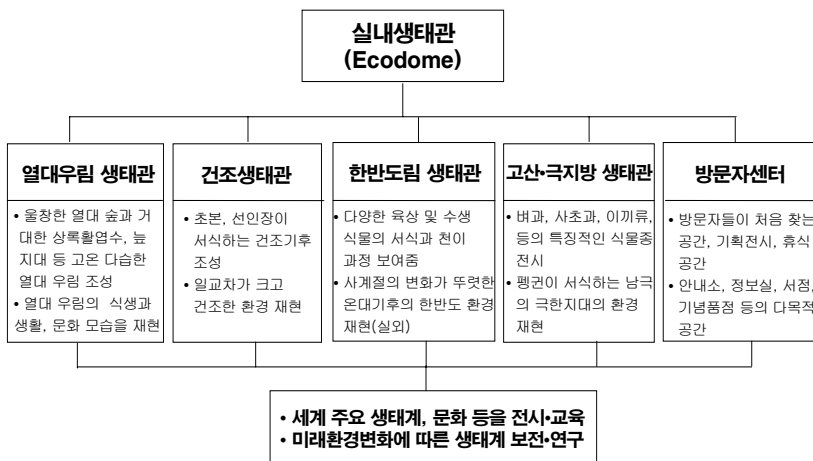 실내생태관
(Ecodome)
열대우림 생태관
• 울창한 열대 숲과 거
대한 상록활엽수, 늪
지대 등 고온 다습한
열대 우림 조성
• 열대 우림의 식생과
생활, 문화 모습을 재현
건조생태관
• 초본, 선인장이
서식하는 건조기후
조성
• 일교차가 크고
건조한 환경 재현
한반도림 생태관
• 다양한 육상 및 수생
식물의 서식과 천이
과정 보여줌
• 사계절의 변화가 뚜렷한
온대기후의 한반도 환경
재현(실외)
고산•극지방 생태관
• 벼과, 사초과, 이끼류,
등의 특징적인 식물종
전시
• 펭귄이 서식하는 남극
의 극한지대의 환경
재현
방문자센터
• 방문자들이 처음 찾는
공간, 기획전시, 휴식
공간
• 안내소, 정보실, 서점,
기념품점 등의 다목적
공간
• 세계 주요 생태계, 문화 등을 전시•교육
• 미래환경변화에 따른 생태계 보전•연구